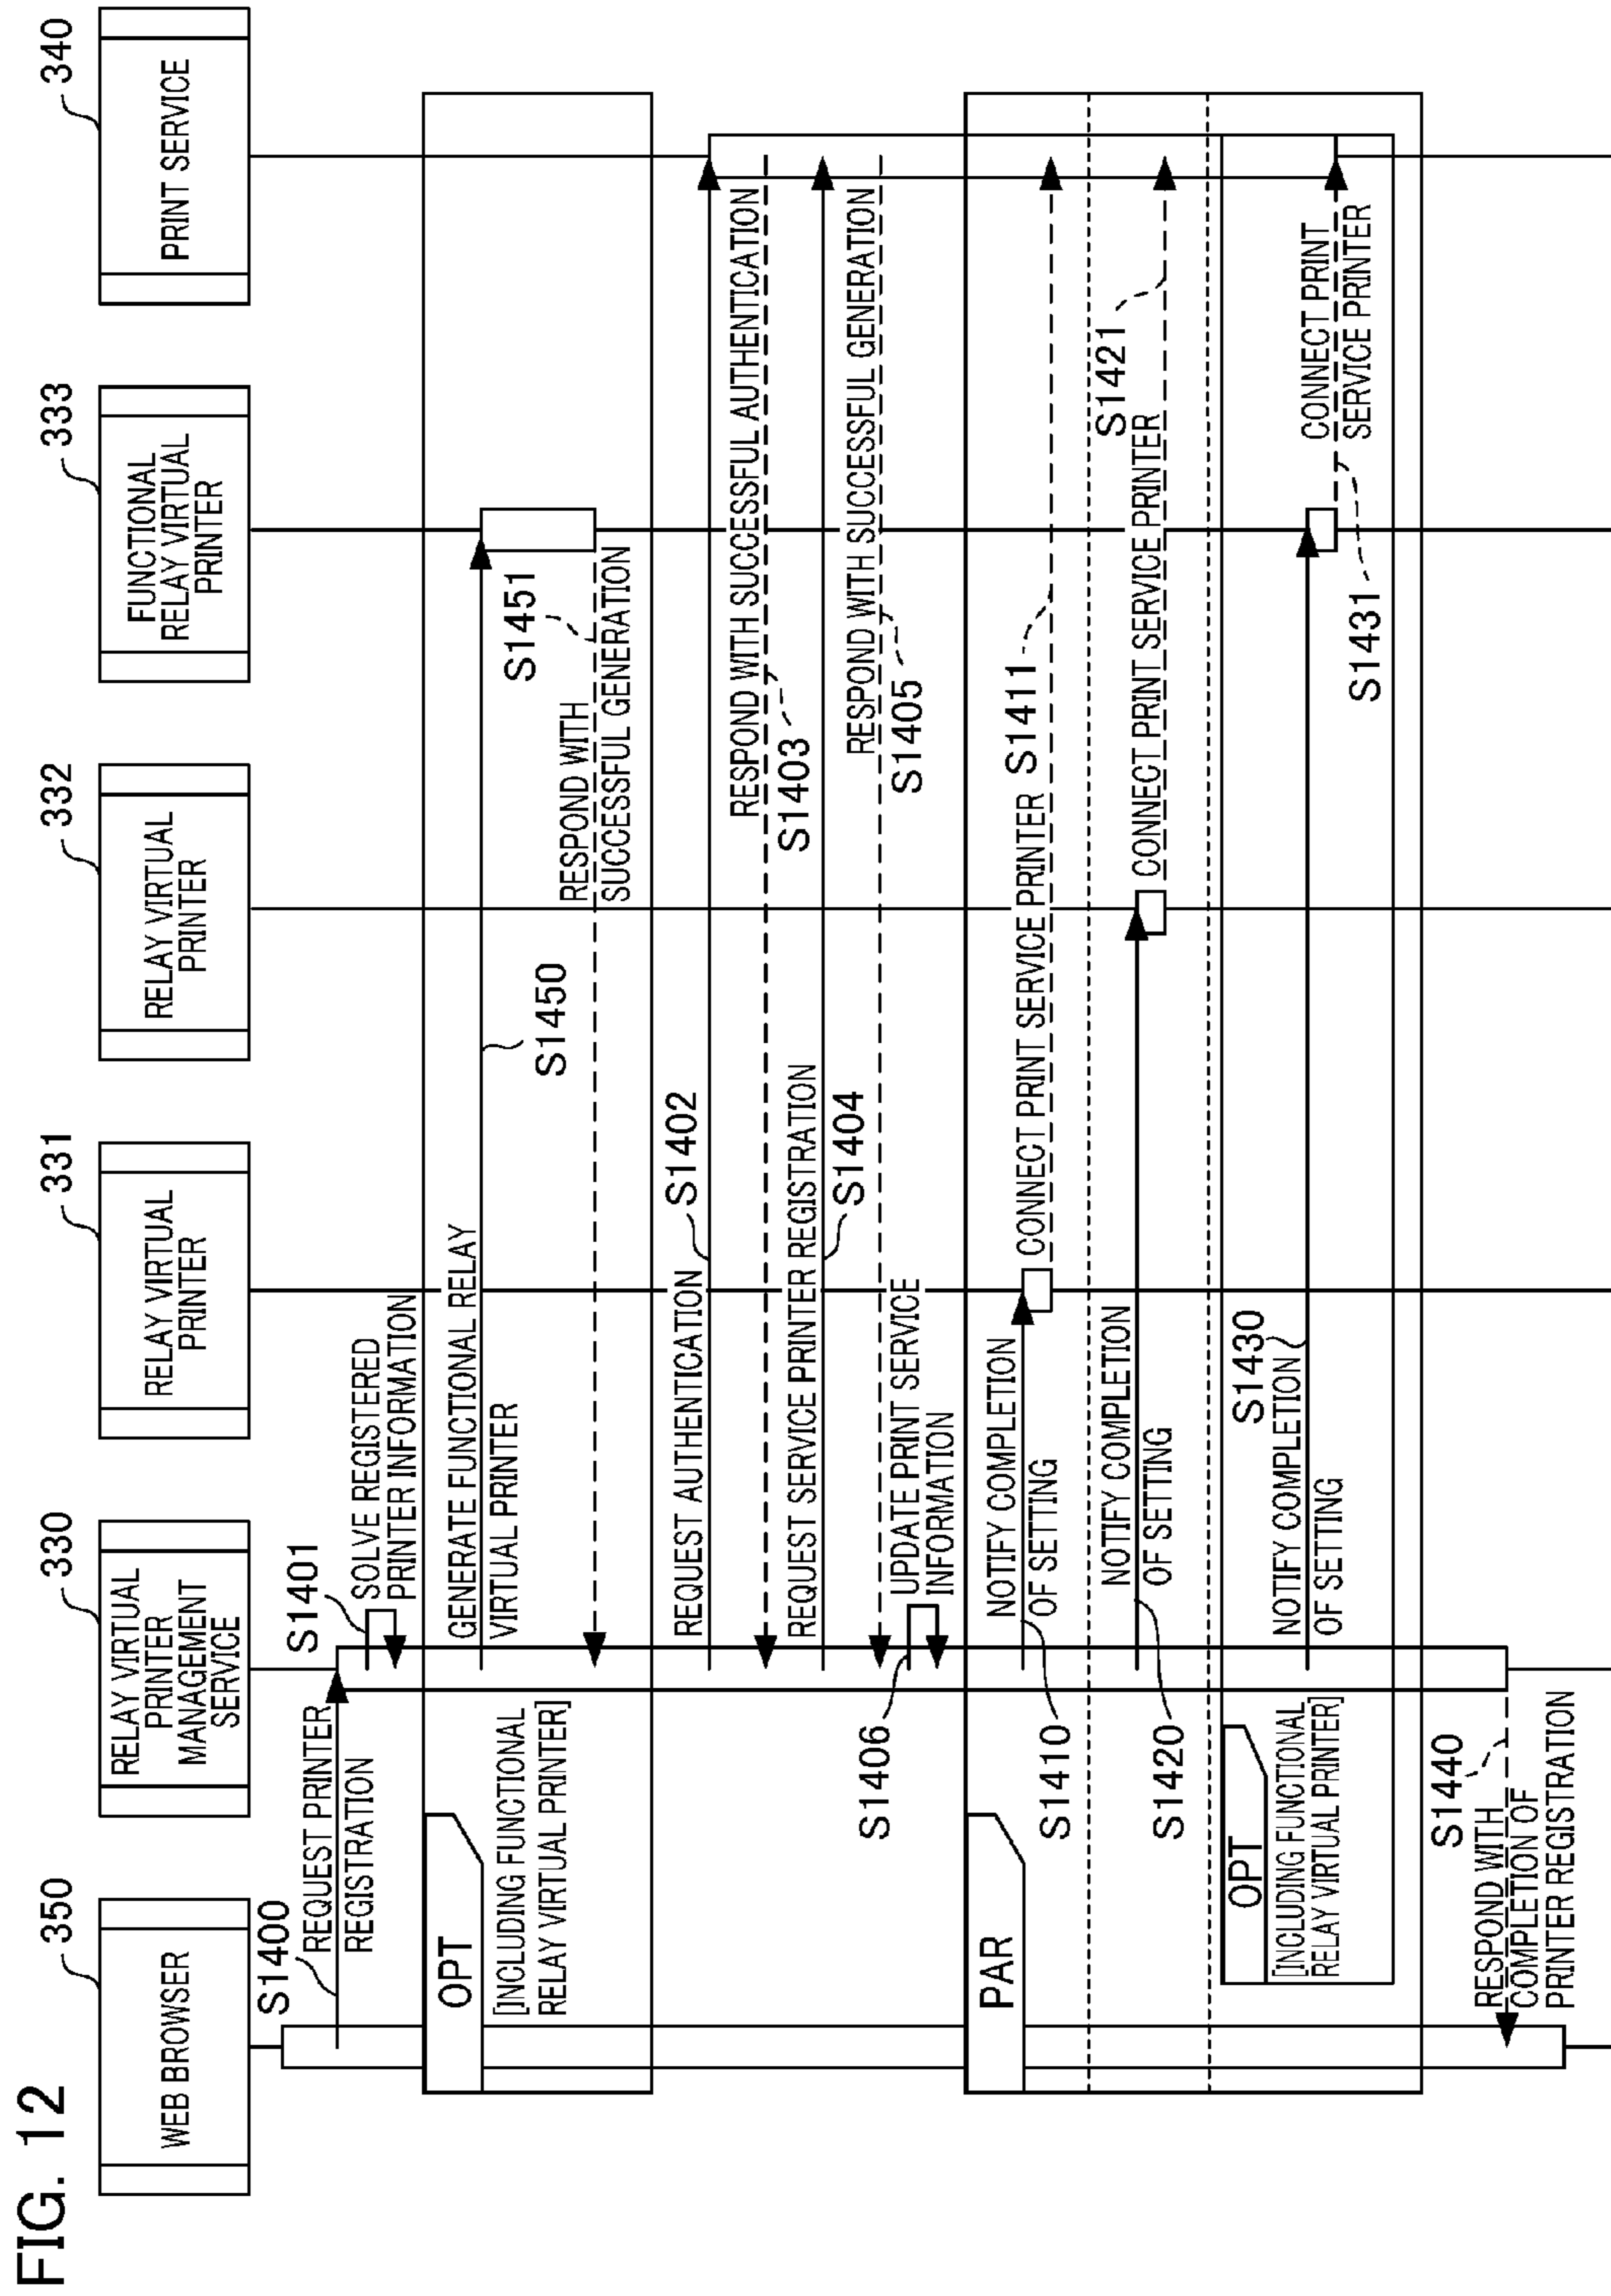 FIG. 12
350
WEB BROWSER
330
RELAY VIRTUAL
PRINTER
MANAGEMENT
SERVICE
331
RELAY VIRTUAL
PRINTER
332
RELAY VIRTUAL
PRINTER
333
FUNCTIONAL
RELAY VIRTUAL
PRINTER
340
PRINT SERVICE
S1400
REQUEST PRINTER
REGISTRATION
S1401
SOLVE REGISTERED
PRINTER INFORMATION
OPT
[INCLUDING FUNCTIONAL
RELAY VIRTUAL PRINTER]
GENERATE FUNCTIONAL RELAY
VIRTUAL PRINTER
S1450
S1451
RESPOND WITH
SUCCESSFUL GENERATION
REQUEST AUTHENTICATION
S1402
RESPOND WITH SUCCESSFUL AUTHENTICATION
S1403
REQUEST SERVICE PRINTER REGISTRATION
S1404
RESPOND WITH SUCCESSFUL GENERATION
S1405
S1406
UPDATE PRINT SERVICE
INFORMATION
PAR
NOTIFY COMPLETION
OF SETTING
S1410
CONNECT PRINT SERVICE PRINTER
S1411
NOTIFY COMPLETION
OF SETTING
S1420
CONNECT PRINT SERVICE PRINTER
S1421
OPT
[INCLUDING FUNCTIONAL
RELAY VIRTUAL PRINTER]
NOTIFY COMPLETION
OF SETTING
S1430
CONNECT PRINT
SERVICE PRINTER
S1431
S1440
RESPOND WITH
COMPLETION OF
PRINTER REGISTRATION